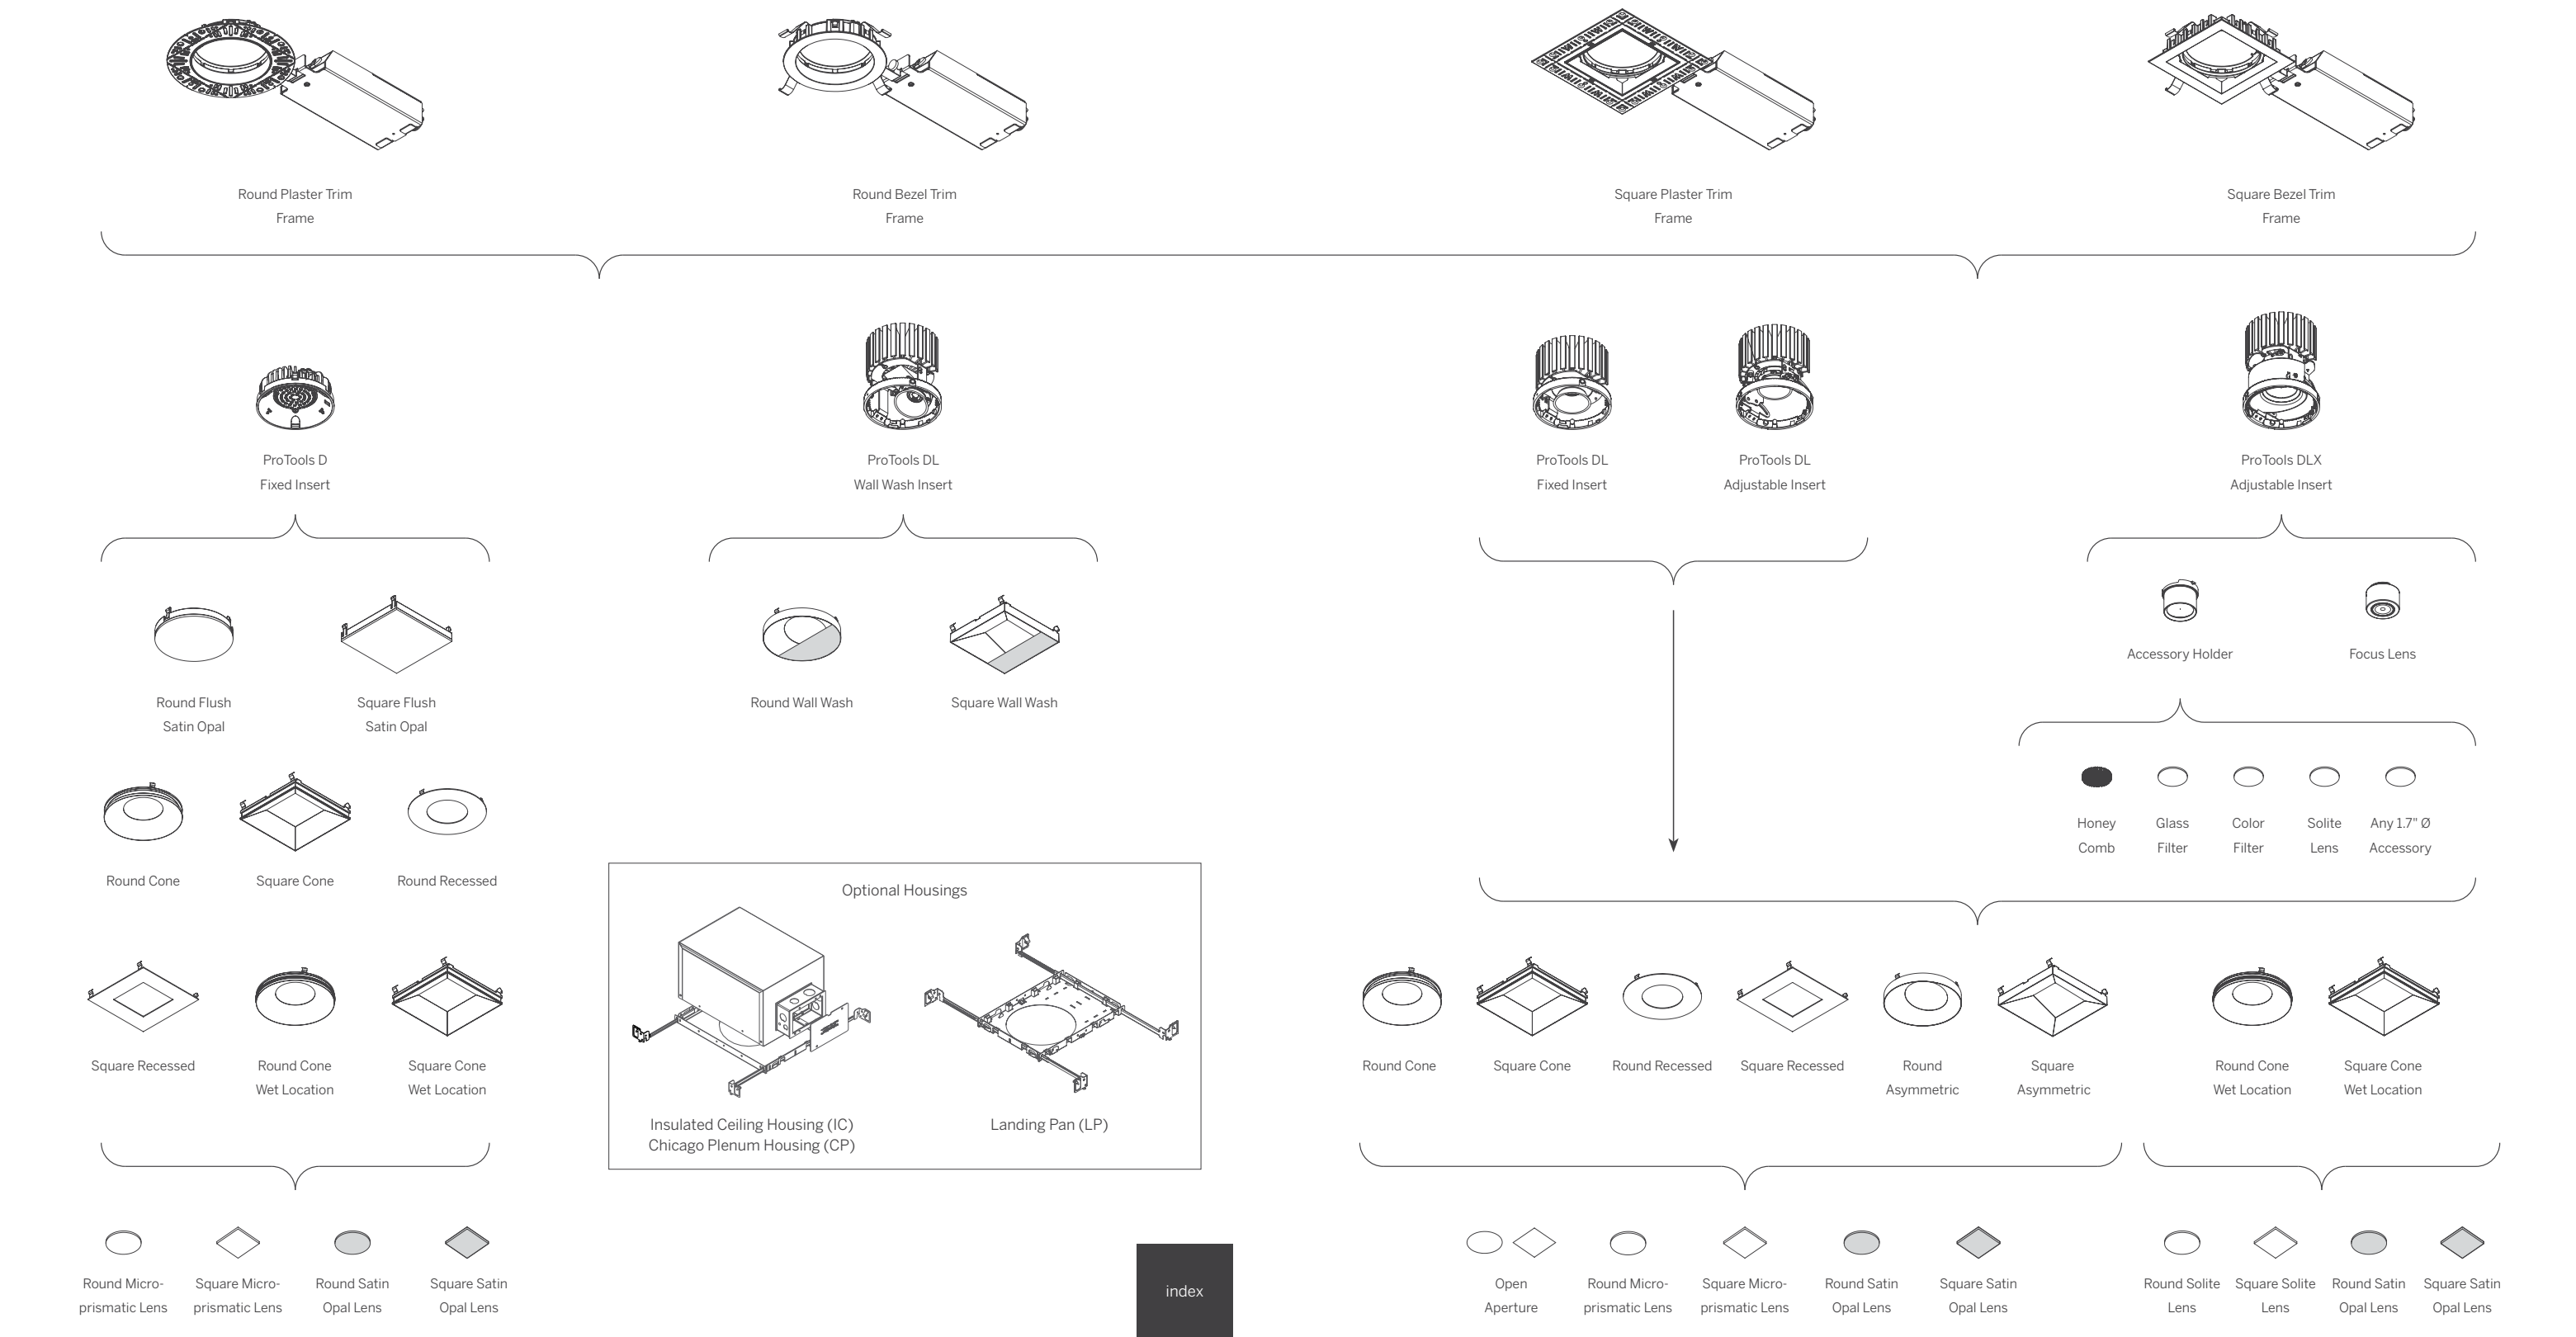 Round Plaster Trim
Frame
Round Bezel Trim
Frame
Square Plaster Trim
Frame
Square Bezel Trim
Frame
ProTools D
Fixed Insert
ProTools DL
Wall Wash Insert
ProTools DL
Fixed Insert
ProTools DL
Adjustable Insert
ProTools DLX
Adjustable Insert
Round Flush
Satin Opal
Square Flush
Satin Opal
Round Wall Wash
Square Wall Wash
Accessory Holder
Focus Lens
Honey
Comb
Glass
Filter
Color
Filter
Solite
Lens
Any 1.7" Ø
Accessory
Round Cone
Square Cone
Round Recessed
Square Recessed
Round Cone
Wet Location
Square Cone
Wet Location
Optional Housings
Insulated Ceiling Housing (IC)
Chicago Plenum Housing (CP)
Landing Pan (LP)
Round Cone
Square Cone
Round Recessed
Square Recessed
Round
Asymmetric
Square
Asymmetric
Round Cone
Wet Location
Square Cone
Wet Location
Round Micro-
prismatic Lens
Square Micro-
prismatic Lens
Round Satin
Opal Lens
Square Satin
Opal Lens
index
Open
Aperture
Round Micro-
prismatic Lens
Square Micro-
prismatic Lens
Round Satin
Opal Lens
Square Satin
Opal Lens
Round Solite
Lens
Square Solite
Lens
Round Satin
Opal Lens
Square Satin
Opal Lens